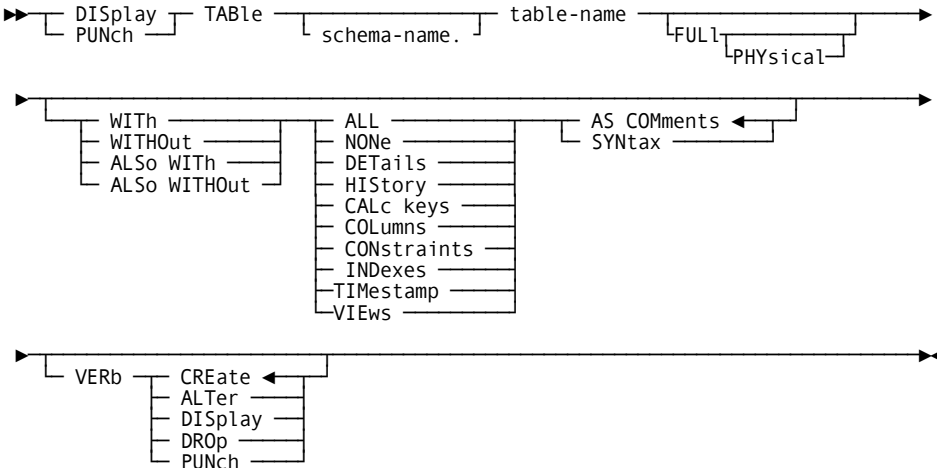 DISplay TABle table-name
PUNch schema-name. FULl
PHYsical
WITh ALL AS COMments
WITHOut NONe SYNtax
ALSo WITh DETails
ALSo WITHOut HIStory
CALc keys
COLumns
CONstraints
INDexes
TIMestamp
VIEws
VERb CREate
ALTer
DISplay
DROp
PUNch